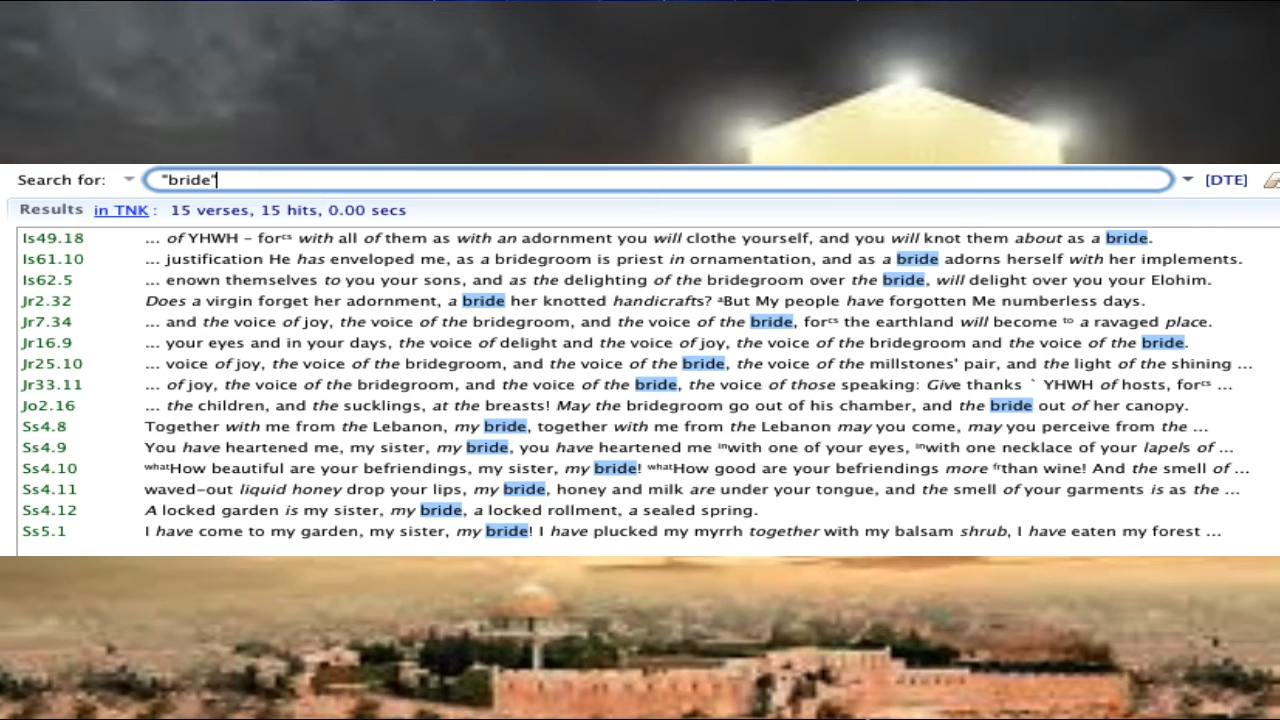 Search for: "bride" [DTE]
Results in TNK : 15 verses, 15 hits, 0.00 secs
Is49.18 ... of YHWH – forᶜˢ with all of them as with an adornment you will clothe yourself, and you will knot them about as a bride.
Is61.10 ... justification He has enveloped me, as a bridegroom is priest in ornamentation, and as a bride adorns herself with her implements.
Is62.5 ... enown themselves to you your sons, and as the delighting of the bridegroom over the bride, will delight over you your Elohim.
Jr2.32 Does a virgin forget her adornment, a bride her knotted handicrafts? ᵃBut My people have forgotten Me numberless days.
Jr7.34 ... and the voice of joy, the voice of the bridegroom, and the voice of the bride, forᶜˢ the earthland will become ᵗᵒ a ravaged place.
Jr16.9 ... your eyes and in your days, the voice of delight and the voice of joy, the voice of the bridegroom and the voice of the bride.
Jr25.10 ... voice of joy, the voice of the bridegroom, and the voice of the bride, the voice of the millstones' pair, and the light of the shining ...
Jr33.11 ... of joy, the voice of the bridegroom, and the voice of the bride, the voice of those speaking: Give thanks ` YHWH of hosts, forᶜˢ ...
Jo2.16 ... the children, and the sucklings, at the breasts! May the bridegroom go out of his chamber, and the bride out of her canopy.
Ss4.8 Together with me from the Lebanon, my bride, together with me from the Lebanon may you come, may you perceive from the ...
Ss4.9 You have heartened me, my sister, my bride, you have heartened me ⁱⁿwith one of your eyes, ⁱⁿwith one necklace of your lapels of ...
Ss4.10 ʷʰᵃᵗHow beautiful are your befriendings, my sister, my bride! ʷʰᵃᵗHow good are your befriendings more ᶠʳthan wine! And the smell of ...
Ss4.11 waved–out liquid honey drop your lips, my bride, honey and milk are under your tongue, and the smell of your garments is as the ...
Ss4.12 A locked garden is my sister, my bride, a locked rollment, a sealed spring.
Ss5.1 I have come to my garden, my sister, my bride! I have plucked my myrrh together with my balsam shrub, I have eaten my forest ...